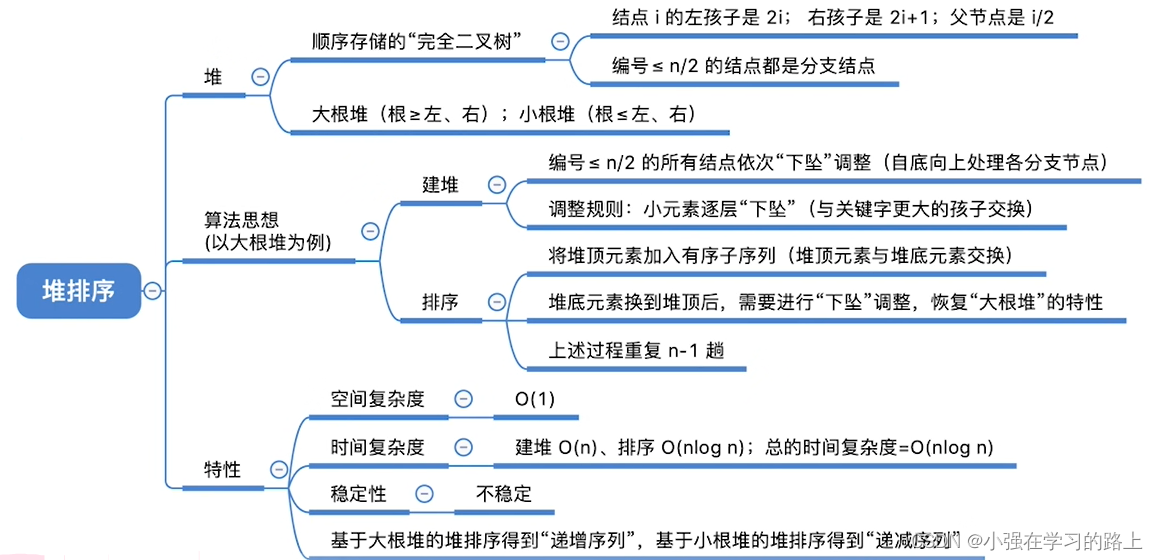 堆排序
堆
顺序存储的“完全二叉树”
结点 i 的左孩子是 2i； 右孩子是 2i+1；父节点是 i/2
编号≤ n/2 的结点都是分支结点
大根堆（根≥左、右）；小根堆（根≤左、右）
算法思想
(以大根堆为例)
建堆
编号≤ n/2 的所有结点依次“下坠”调整（自底向上处理各分支节点）
调整规则：小元素逐层“下坠”（与关键字更大的孩子交换）
排序
将堆顶元素加入有序子序列（堆顶元素与堆底元素交换）
堆底元素换到堆顶后，需要进行“下坠”调整，恢复“大根堆”的特性
上述过程重复 n-1 趟
特性
空间复杂度
O(1)
时间复杂度
建堆 O(n)、排序 O(nlog n)；总的时间复杂度=O(nlog n)
稳定性
不稳定
基于大根堆的堆排序得到“递增序列”，基于小根堆的堆排序得到“递减序列”
CSDN @小强在学习的路上